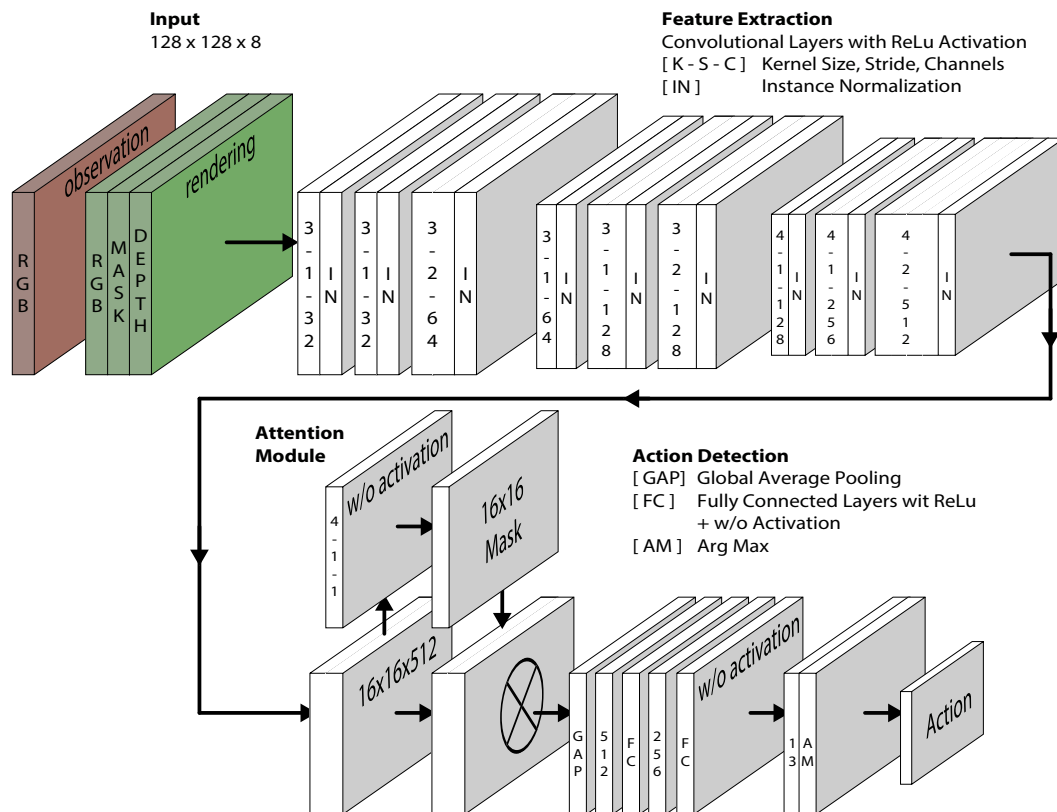 Input
128 x 128 x 8
Feature Extraction
Convolutional Layers with ReLu Activation
[ K - S - C ] Kernel Size, Stride, Channels
[ IN ] Instance Normalization
observation
rendering
RGB
RGB
MASK
DEPTH
3-1-32
IN
3-1-32
IN
3-2-64
IN
3-1-64
IN
3-1-128
IN
3-2-128
IN
4-1-128
IN
4-1-256
IN
4-2-512
IN
Attention
Module
w/o activation
4-1-1
16x16
Mask
Action Detection
[ GAP] Global Average Pooling
[ FC ] Fully Connected Layers wit ReLu
+ w/o Activation
[ AM ] Arg Max
16x16x512
GAP
512
FC
256
FC
w/o activation
13
AM
Action